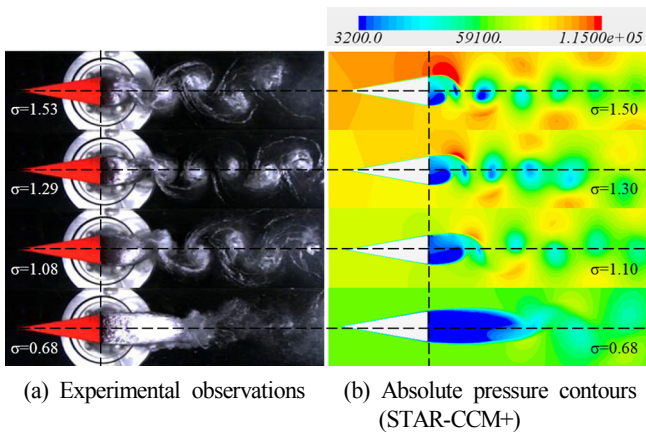 3200.0 59100. 1.1500e+05
σ=1.53
σ=1.50
σ=1.29
σ=1.30
σ=1.08
σ=1.10
σ=0.68
σ=0.68
(a) Experimental observations
(b) Absolute pressure contours
(STAR-CCM+)